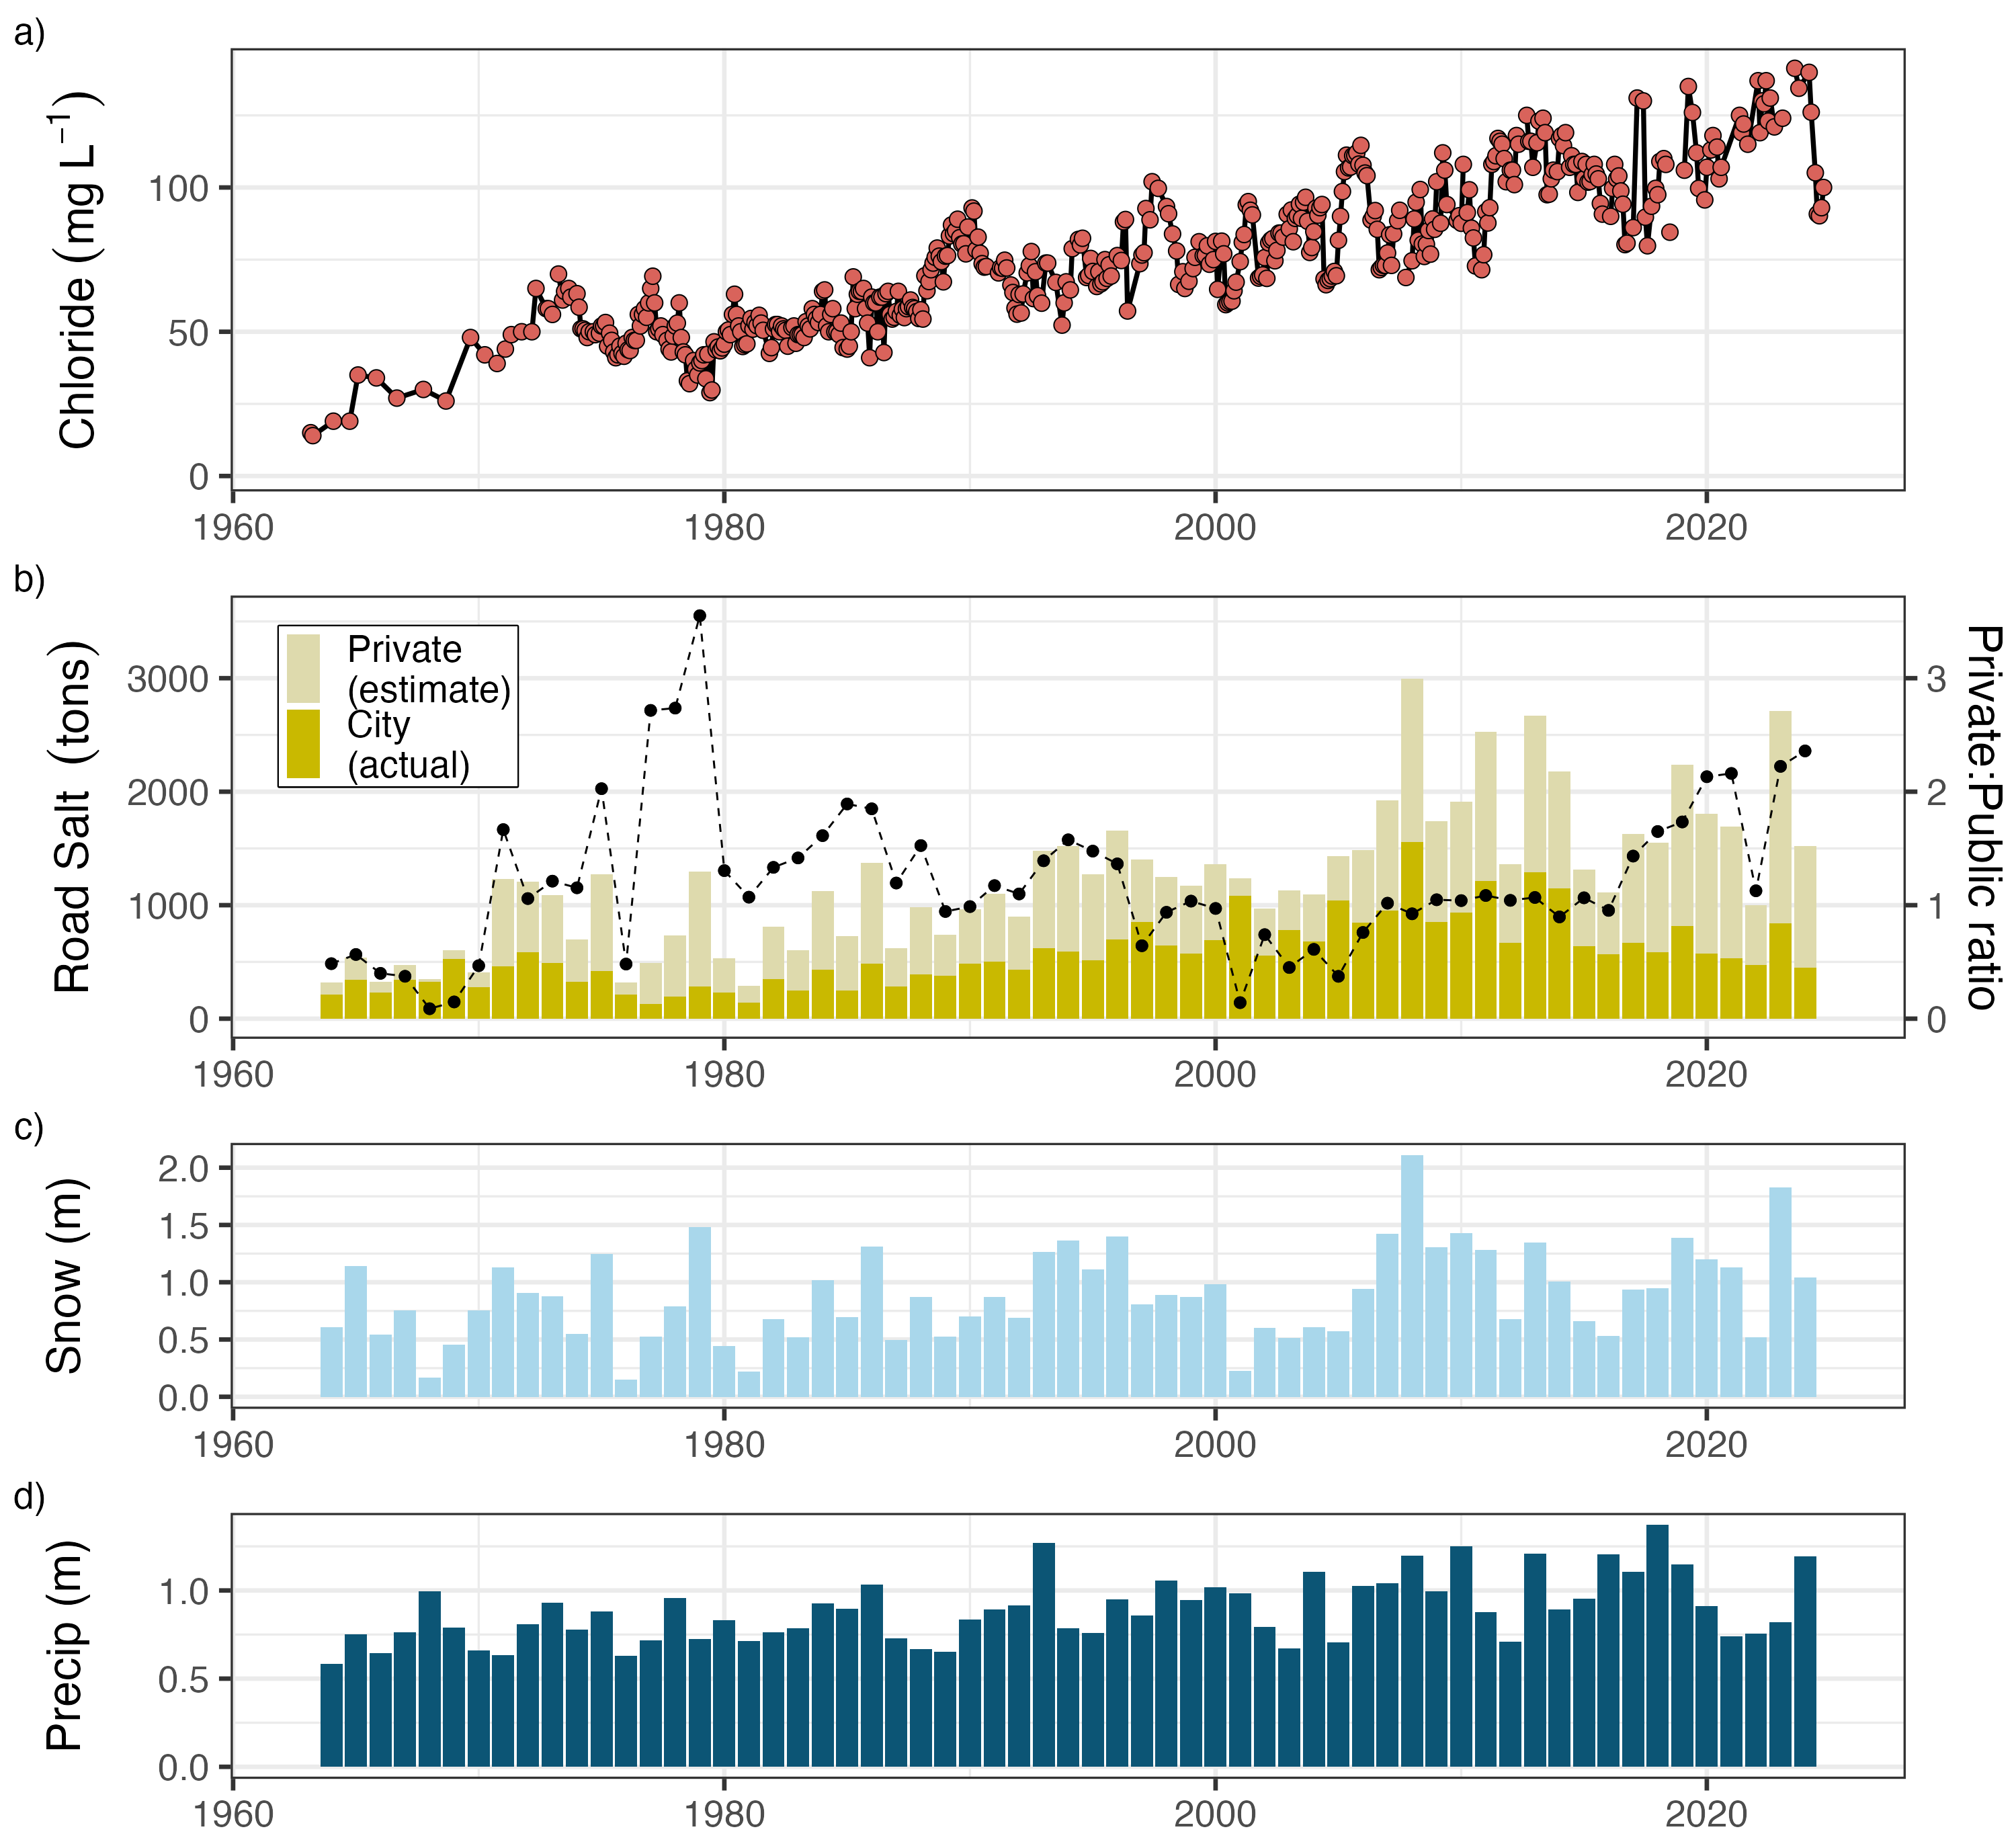 a)
Chloride (mg L⁻¹)
100
50
0
1960 1980 2000 2020
b)
Road Salt (tons)
3000
2000
1000
0
Private
(estimate)
City
(actual)
3
2
1
0
Private:Public ratio
1960 1980 2000 2020
c)
Snow (m)
2.0
1.5
1.0
0.5
0.0
1960 1980 2000 2020
d)
Precip (m)
1.0
0.5
0.0
1960 1980 2000 2020